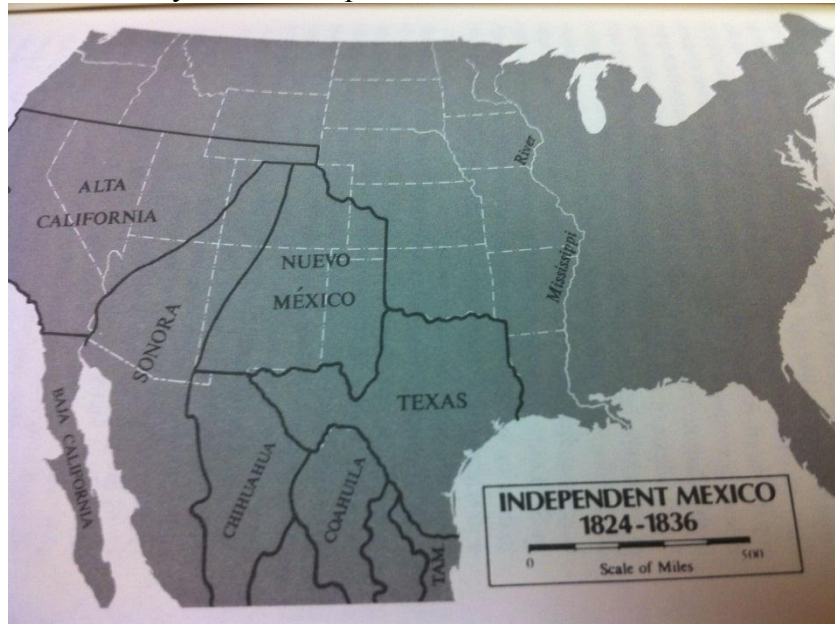 ALTA
CALIFORNIA
NUEVO
MÉXICO
SONORA
BAJA CALIFORNIA
CHIHUAHUA
COAHUILA
TEXAS
TAM.
River
Mississippi
INDEPENDENT MEXICO
1824-1836
0 500
Scale of Miles